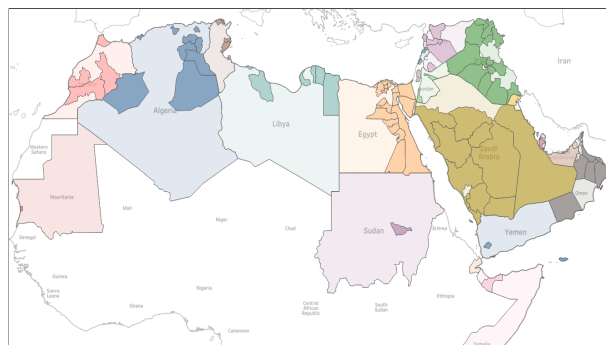 Iran
Jordan
Algeria
Libya
Egypt
Saudi
Arabia
Western
Sahara
Mauritania
Mali
Niger
Chad
Sudan
Eritrea
Yemen
Oman
Senegal
Guinea
Sierra
Leone
Ghana
Nigeria
Cameroon
Central
African
Republic
South
Sudan
Ethiopia
Somalia